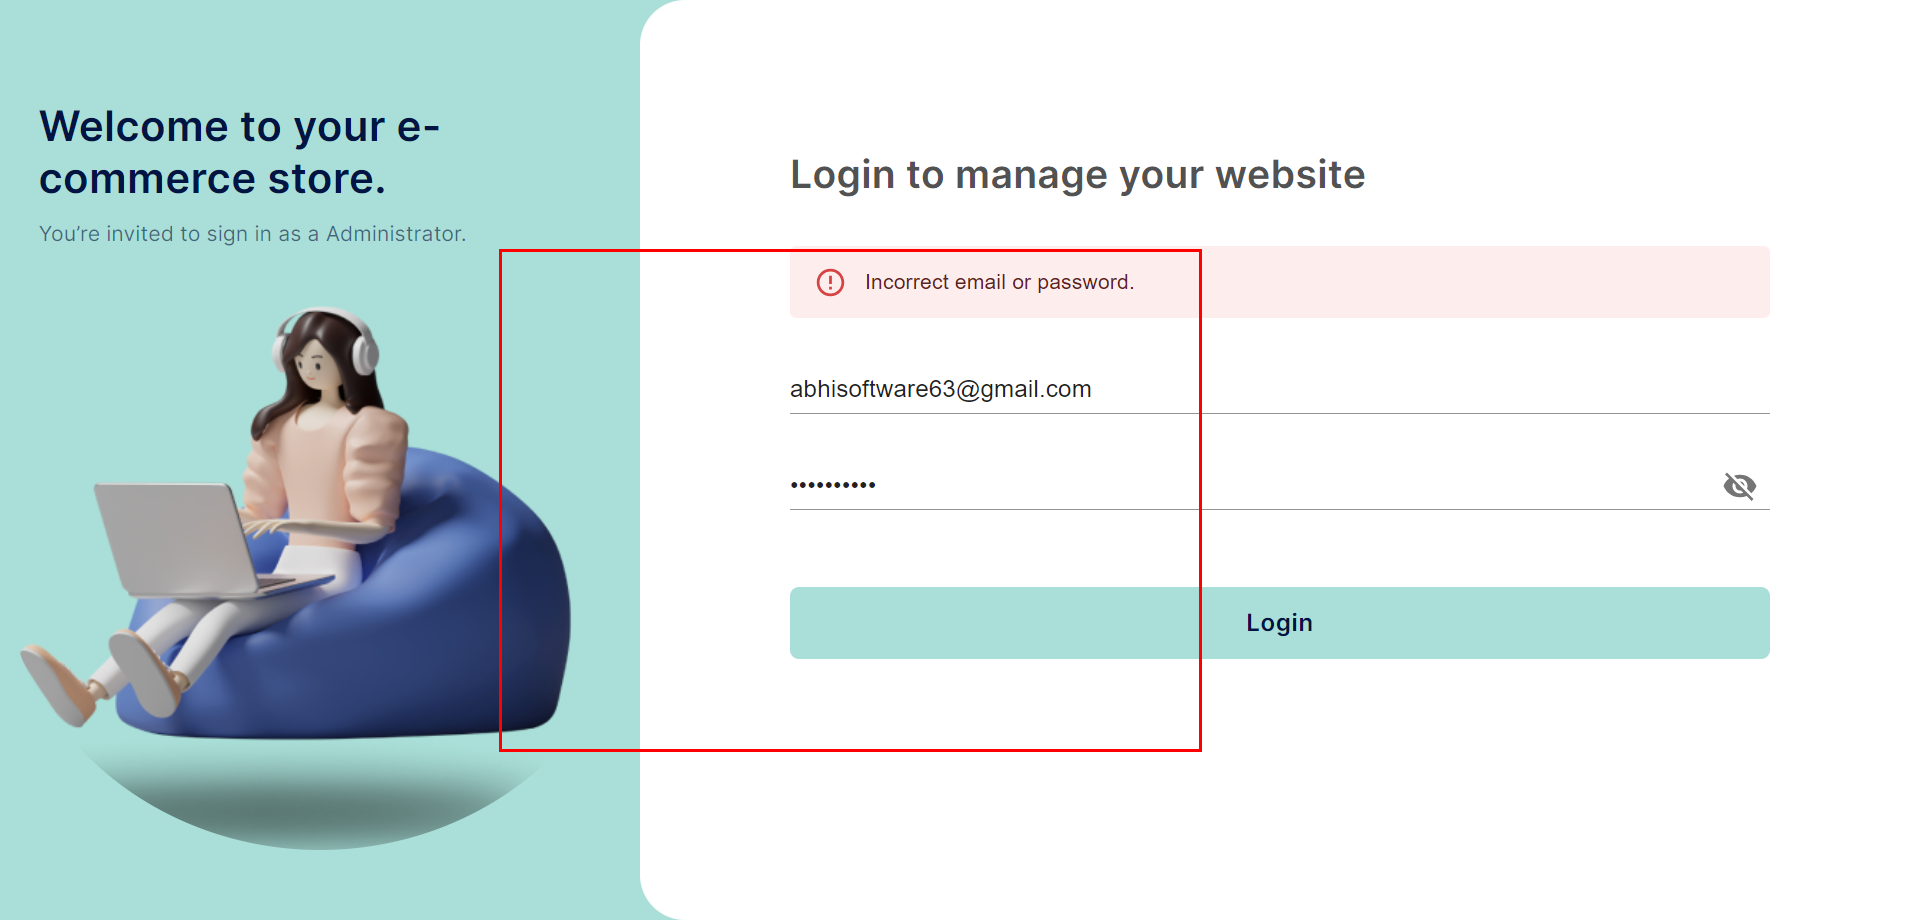 Welcome to your e-
commerce store.
You’re invited to sign in as a Administrator.
Login to manage your website
Incorrect email or password.
abhisoftware63@gmail.com
••••••••••
Login